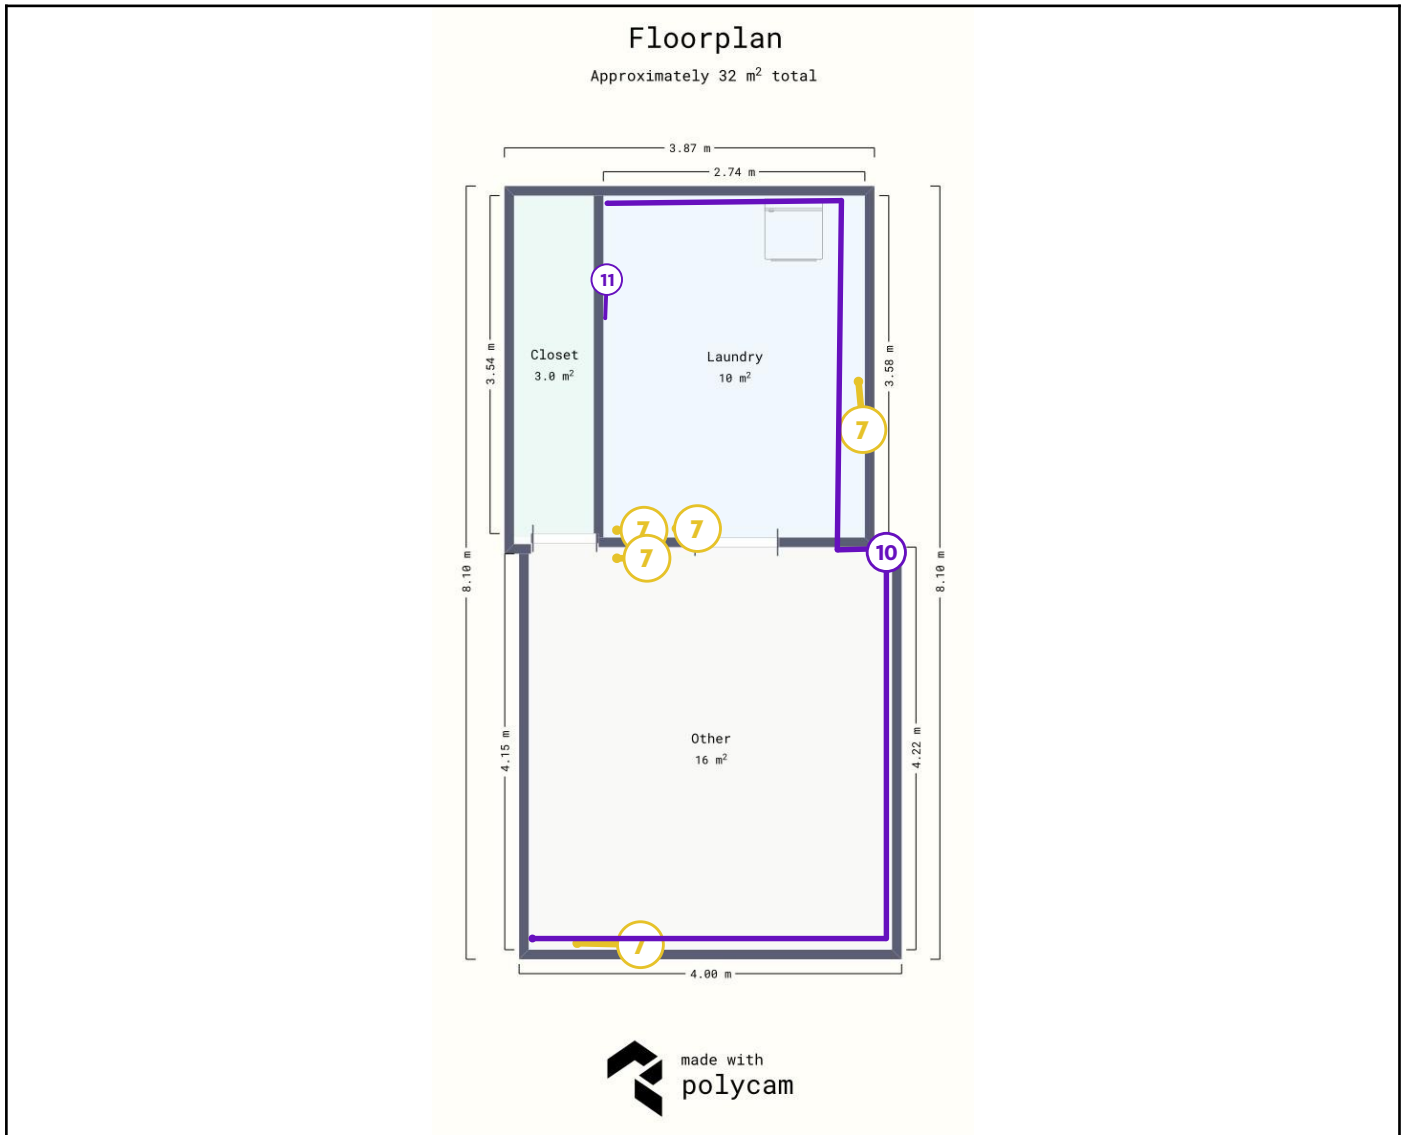 Floorplan
Approximately 32 m² total
3.87 m
2.74 m
11
3.54 m
Closet
3.0 m²
Laundry
10 m²
3.58 m
7
7
7
7
10
8.10 m
8.10 m
Other
16 m²
4.15 m
4.22 m
7
4.00 m
made with
polycam